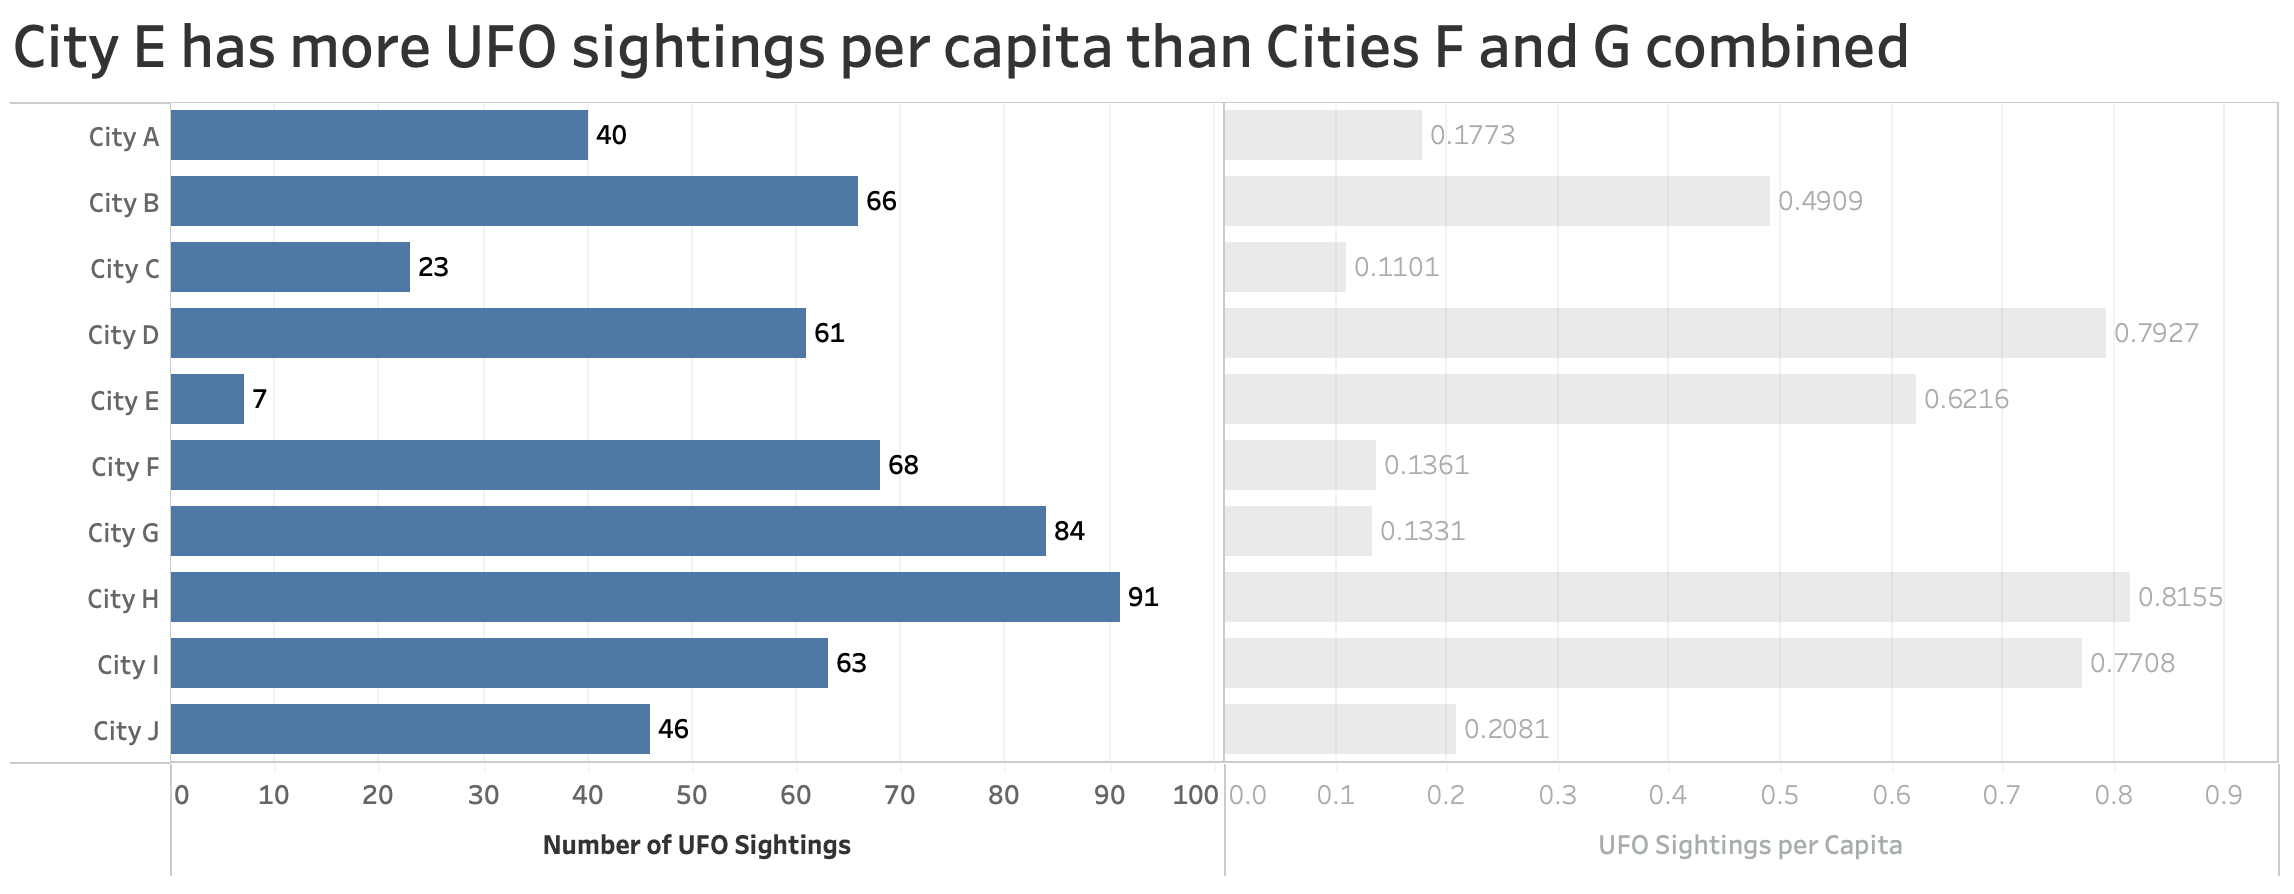 City E has more UFO sightings per capita than Cities F and G combined
City A 40 0.1773
City B 66 0.4909
City C 23 0.1101
City D 61 0.7927
City E 7 0.6216
City F 68 0.1361
City G 84 0.1331
City H 91 0.8155
City I 63 0.7708
City J 46 0.2081
0 10 20 30 40 50 60 70 80 90 100 0.0 0.1 0.2 0.3 0.4 0.5 0.6 0.7 0.8 0.9
Number of UFO Sightings UFO Sightings per Capita